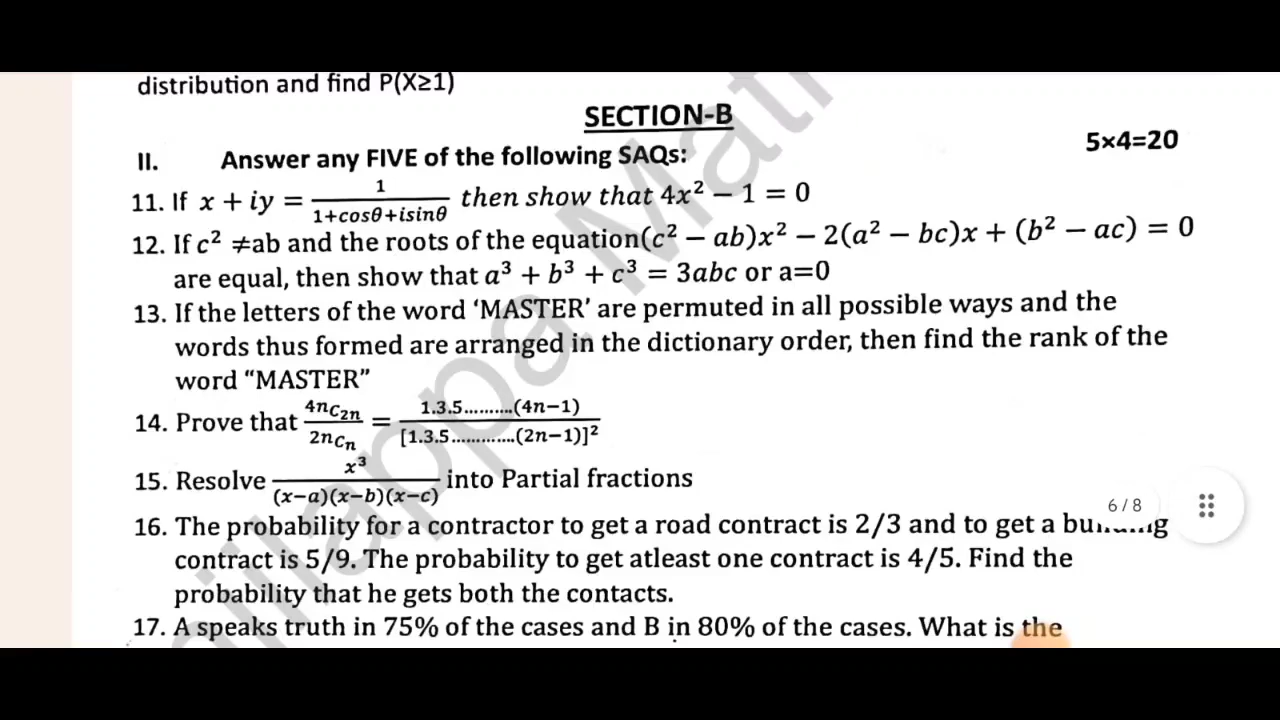 distribution and find P(X≥1)
SECTION-B
5×4=20
II. Answer any FIVE of the following SAQs:
11. If x + iy = 1/(1+cosθ+isinθ) then show that 4x² − 1 = 0
12. If c² ≠ab and the roots of the equation(c² − ab)x² − 2(a² − bc)x + (b² − ac) = 0
are equal, then show that a³ + b³ + c³ = 3abc or a=0
13. If the letters of the word ‘MASTER’ are permuted in all possible ways and the
words thus formed are arranged in the dictionary order, then find the rank of the
word “MASTER”
14. Prove that 4nC2n/2nCn = 1.3.5..........(4n−1)/[1.3.5.............(2n−1)]²
15. Resolve x³/(x−a)(x−b)(x−c) into Partial fractions
6 / 8
16. The probability for a contractor to get a road contract is 2/3 and to get a
contract is 5/9. The probability to get atleast one contract is 4/5. Find the
probability that he gets both the contacts.
17. A speaks truth in 75% of the cases and B in 80% of the cases. What is the